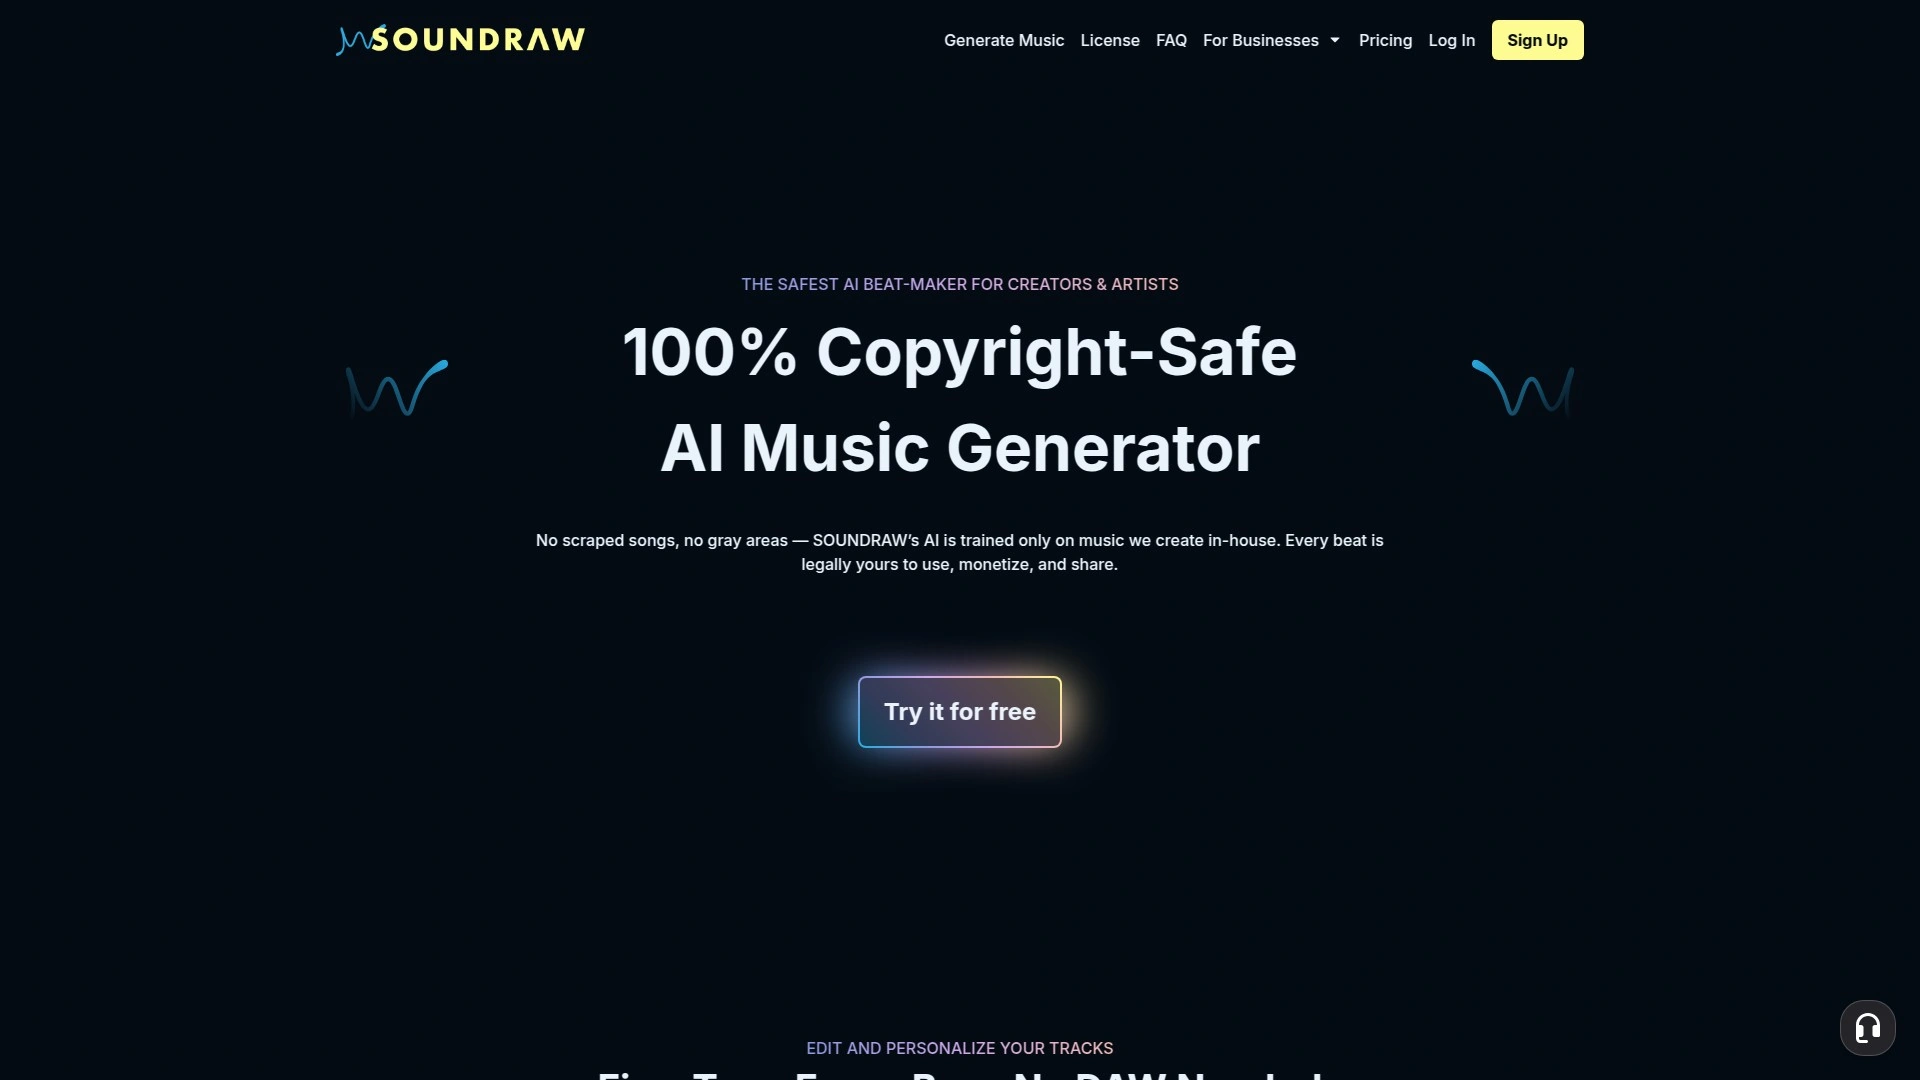 SOUNDRAW
Generate Music
License
FAQ
For Businesses
Pricing
Log In
Sign Up
THE SAFEST AI BEAT-MAKER FOR CREATORS & ARTISTS
100% Copyright-Safe
AI Music Generator
No scraped songs, no gray areas — SOUNDRAW’s AI is trained only on music we create in-house. Every beat is
legally yours to use, monetize, and share.
Try it for free
EDIT AND PERSONALIZE YOUR TRACKS